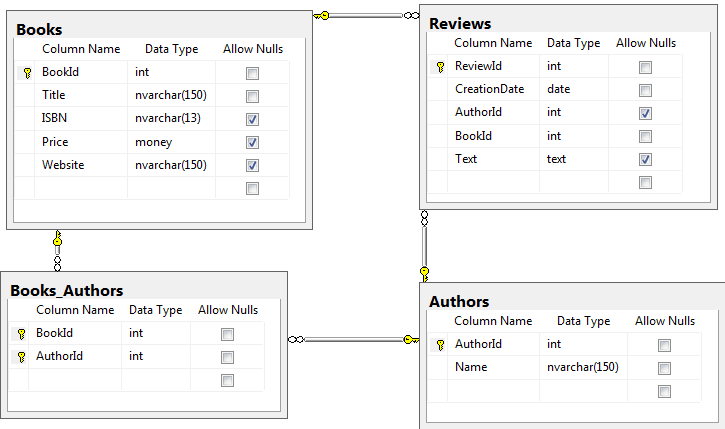 Books
Column Name Data Type Allow Nulls
BookId int
Title nvarchar(150)
ISBN nvarchar(13)
Price money
Website nvarchar(150)
Reviews
Column Name Data Type Allow Nulls
ReviewId int
CreationDate date
AuthorId int
BookId int
Text text
Books_Authors
Column Name Data Type Allow Nulls
BookId int
AuthorId int
Authors
Column Name Data Type Allow Nulls
AuthorId int
Name nvarchar(150)